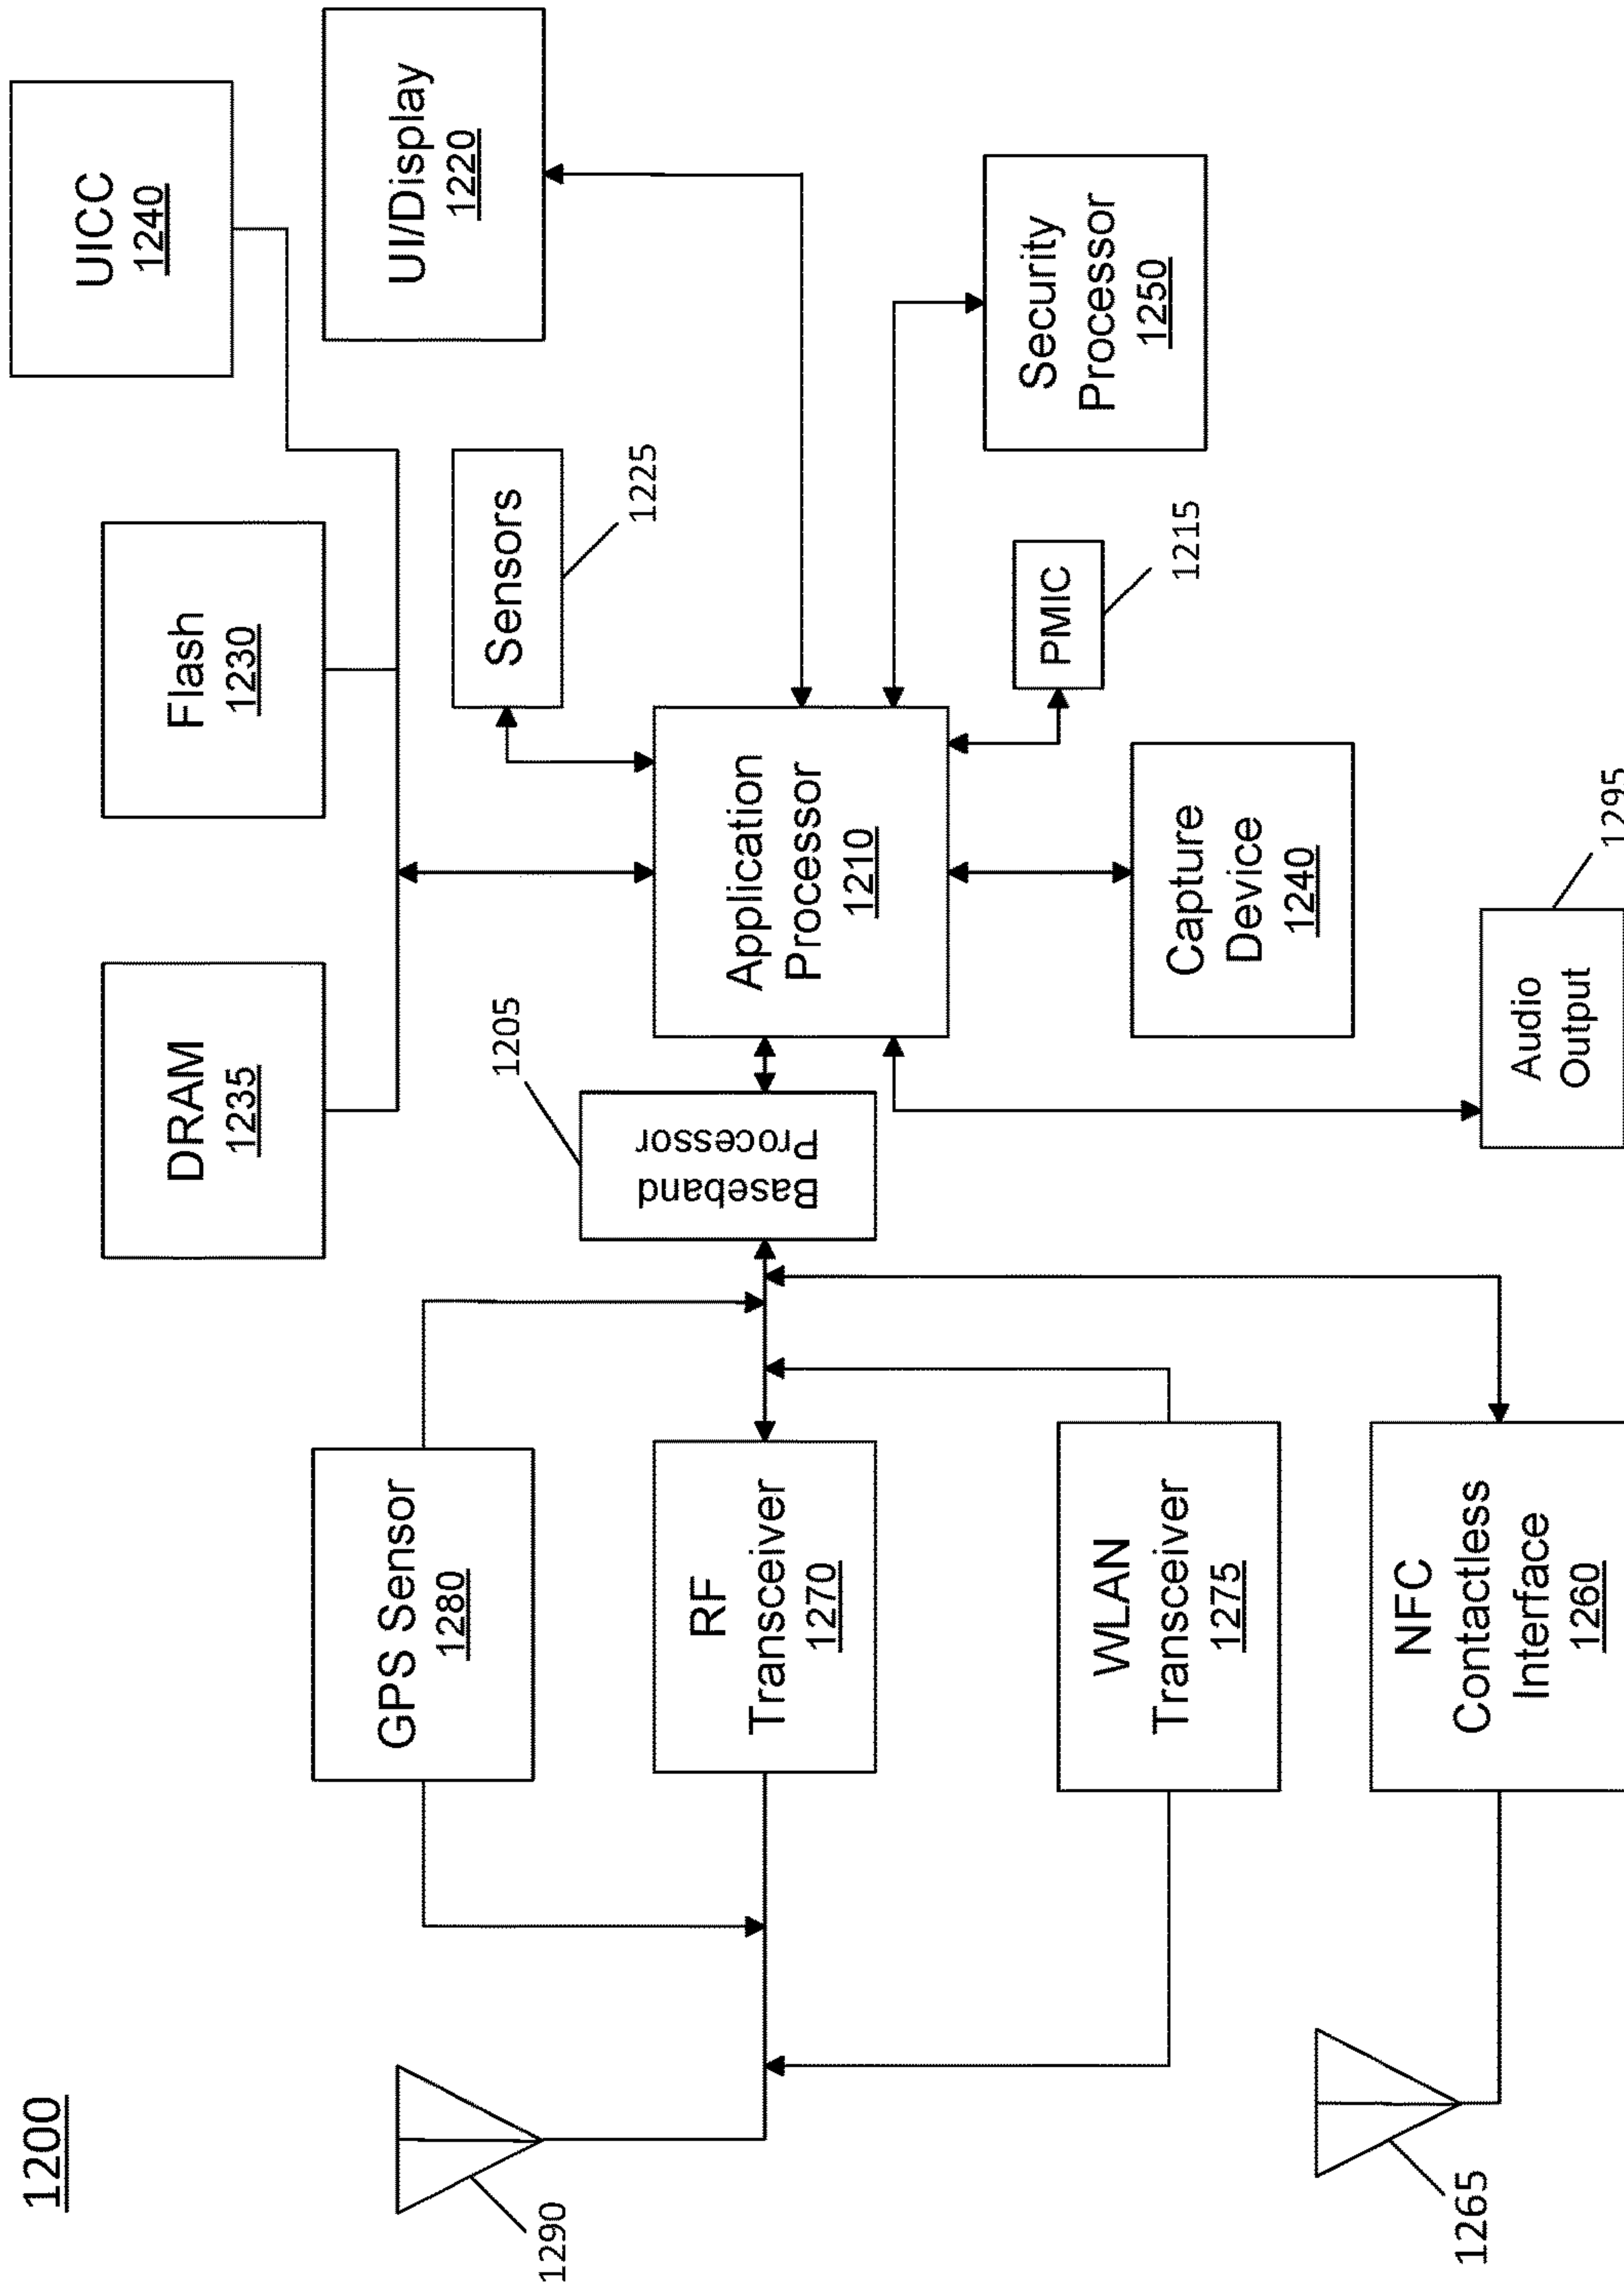 1200
UICC
1240
DRAM
1235
Flash
1230
UI/Display
1220
Sensors
1225
GPS Sensor
1280
1290
RF
Transceiver
1270
Baseband
Processor
1205
Application
Processor
1210
Security
Processor
1250
PMIC
1215
WLAN
Transceiver
1275
Capture
Device
1240
NFC
Contactless
Interface
1260
1265
Audio
Output
1295